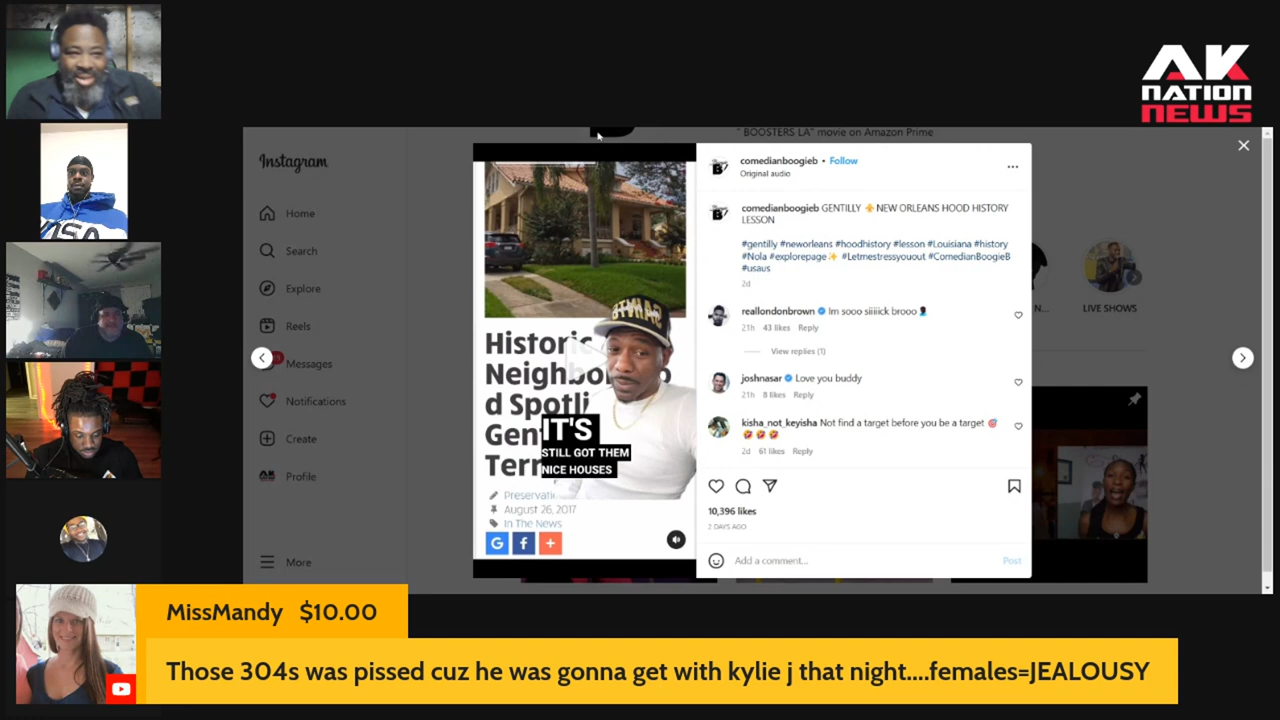 AK
NATION
NEWS
" BOOSTERS LA" movie on Amazon Prime
Instagram
Home
Search
Explore
Reels
Messages
Notifications
Create
Profile
More
Historic
Neighbo
d Spotli
Gen
Terr
IT'S
STILL GOT THEM
NICE HOUSES
Preservati
August 26, 2017
In The News
comedianboogieb • Follow
Original audio
comedianboogieb GENTILLY ⚜️ NEW ORLEANS HOOD HISTORY
LESSON
#gentilly #neworleans #hoodhistory #lesson #Louisiana #history
#Nola #explorepage✨ #Letmestressyouout #ComedianBoogieB
#usaus
2d
reallondonbrown Im sooo siiiiick brooo
21h 43 likes Reply
View replies (1)
joshnasar Love you buddy
21h 8 likes Reply
kisha_not_keyisha Not find a target before you be a target 🎯
🤣🤣🤣
2d 61 likes Reply
10,396 likes
2 DAYS AGO
Add a comment...
Post
N...
LIVE SHOWS
MissMandy $10.00
Those 304s was pissed cuz he was gonna get with kylie j that night....females=JEALOUSY